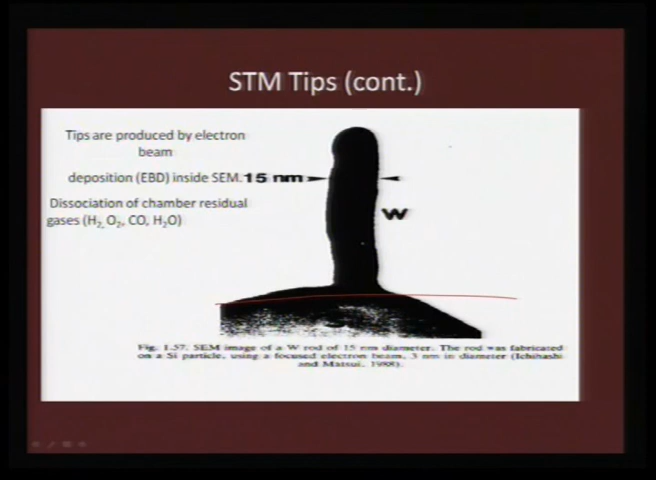 STM Tips (cont.)
Tips are produced by electron
beam
deposition (EBD) inside SEM.
15 nm
Dissociation of chamber residual
gases (H2, O2, CO, H2O)
W
Fig. 1.57. SEM image of a W rod of 15 nm diameter. The rod was fabricated
on a Si particle, using a focused electron beam, 3 nm in diameter (Ichihashi
and Matsui, 1988).